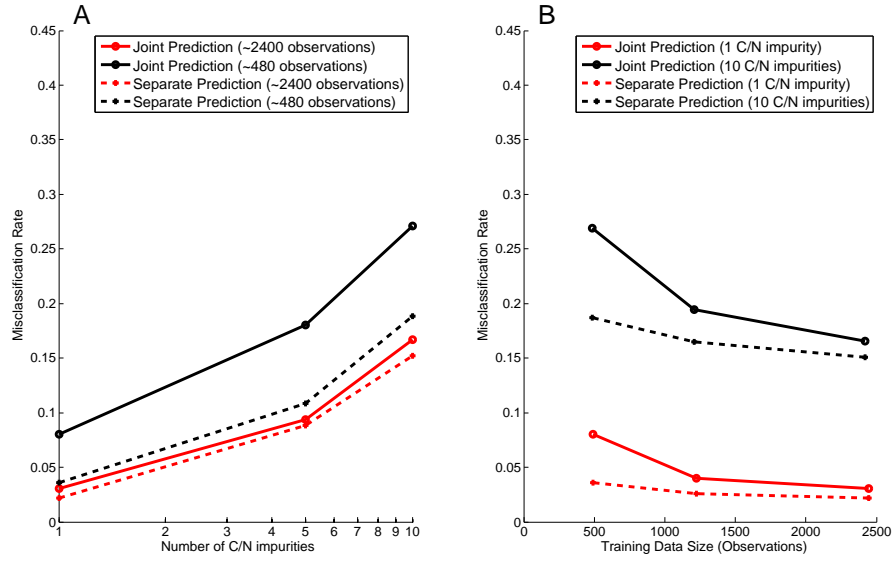 A
Joint Prediction (~2400 observations)
Joint Prediction (~480 observations)
Separate Prediction (~2400 observations)
Separate Prediction (~480 observations)
0.45
0.4
0.35
0.3
0.25
0.2
0.15
0.1
0.05
0
Misclassification Rate
1 2 3 4 5 6 7 8 9 10
Number of C/N impurities
B
Joint Prediction (1 C/N impurity)
Joint Prediction (10 C/N impurities)
Separate Prediction (1 C/N impurity)
Separate Prediction (10 C/N impurities)
0.45
0.4
0.35
0.3
0.25
0.2
0.15
0.1
0.05
0
Misclassification Rate
0 500 1000 1500 2000 2500
Training Data Size (Observations)